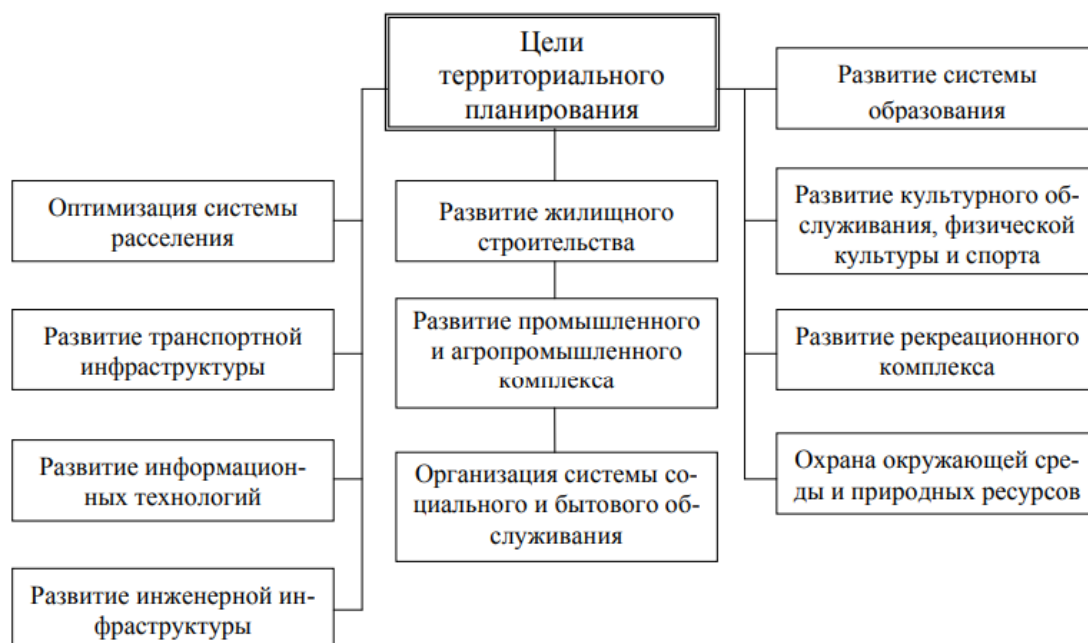 Цели
территориального
планирования
Оптимизация системы
расселения
Развитие транспортной
инфраструктуры
Развитие информацион-
ных технологий
Развитие инженерной ин-
фраструктуры
Развитие жилищного
строительства
Развитие промышленного
и агропромышленного
комплекса
Организация системы со-
циального и бытового об-
служивания
Развитие системы
образования
Развитие культурного об-
служивания, физической
культуры и спорта
Развитие рекреационного
комплекса
Охрана окружающей сре-
ды и природных ресурсов